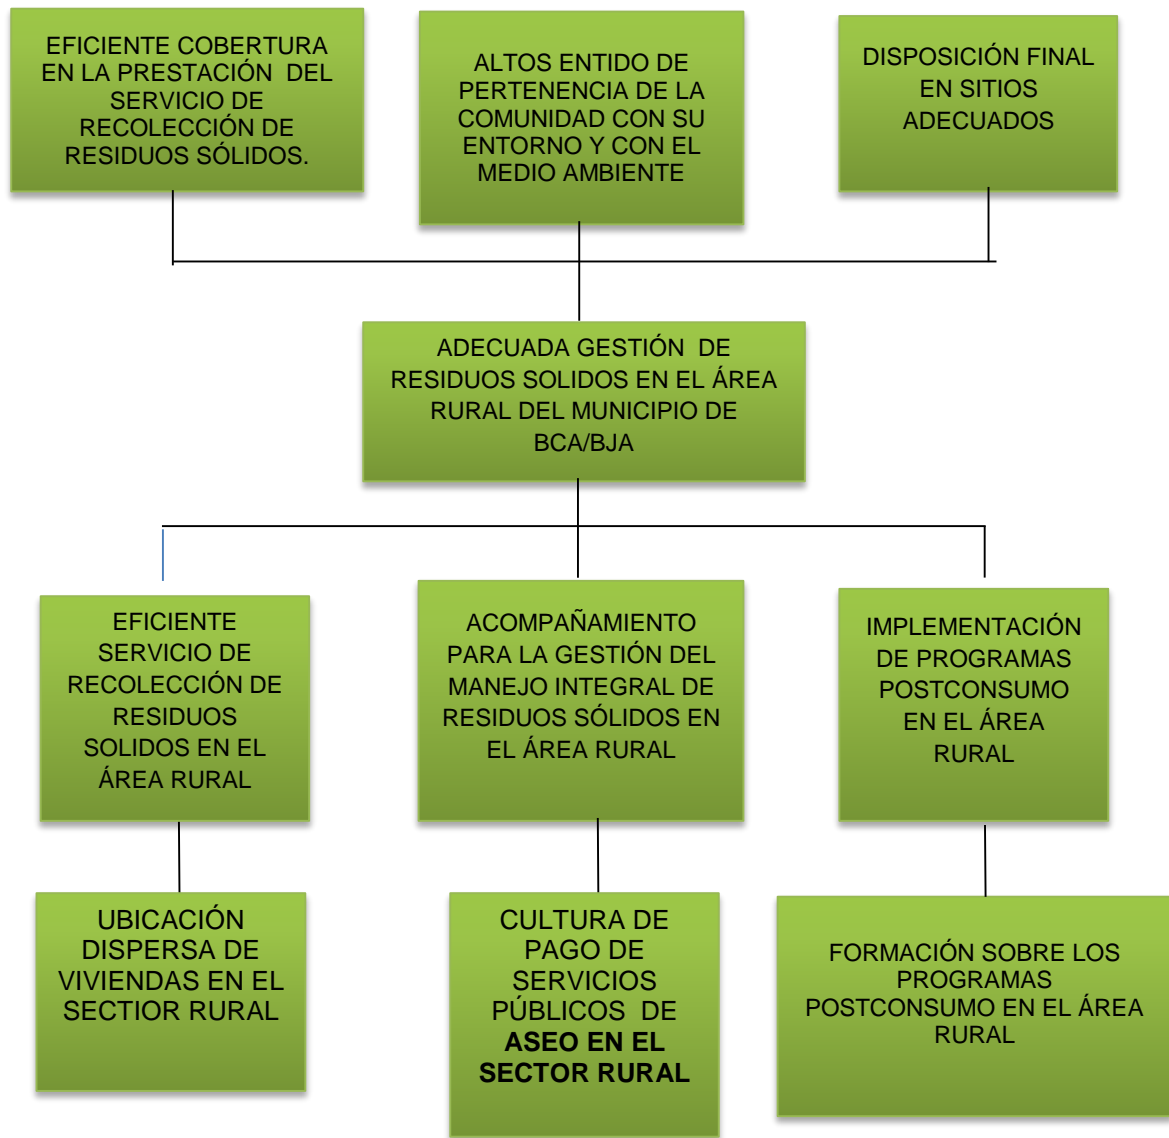 EFICIENTE COBERTURA
EN LA PRESTACIÓN DEL
SERVICIO DE
RECOLECCIÓN DE
RESIDUOS SÓLIDOS.
ALTOS ENTIDO DE
PERTENENCIA DE LA
COMUNIDAD CON SU
ENTORNO Y CON EL
MEDIO AMBIENTE
DISPOSICIÓN FINAL
EN SITIOS
ADECUADOS
ADECUADA GESTIÓN DE
RESIDUOS SOLIDOS EN EL ÁREA
RURAL DEL MUNICIPIO DE
BCA/BJA
EFICIENTE
SERVICIO DE
RECOLECCIÓN DE
RESIDUOS
SOLIDOS EN EL
ÁREA RURAL
ACOMPAÑAMIENTO
PARA LA GESTIÓN DEL
MANEJO INTEGRAL DE
RESIDUOS SÓLIDOS EN
EL ÁREA RURAL
IMPLEMENTACIÓN
DE PROGRAMAS
POSTCONSUMO
EN EL ÁREA
RURAL
UBICACIÓN
DISPERSA DE
VIVIENDAS EN EL
SECTIOR RURAL
CULTURA DE
PAGO DE
SERVICIOS
PÚBLICOS DE
ASEO EN EL
SECTOR RURAL
FORMACIÓN SOBRE LOS
PROGRAMAS
POSTCONSUMO EN EL ÁREA
RURAL